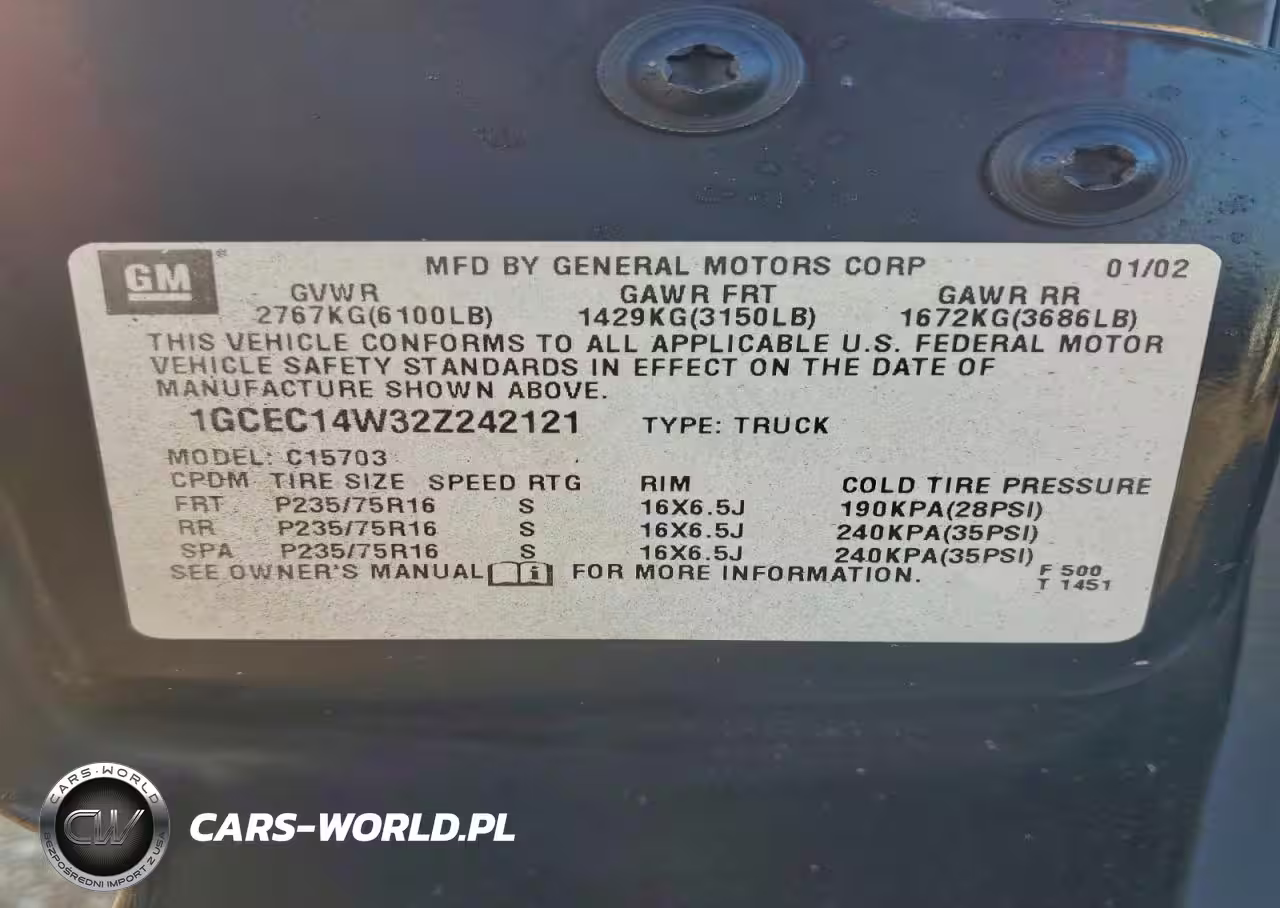 GM® MFD BY GENERAL MOTORS CORP 01/02
GVWR GAWR FRT GAWR RR
2767KG(6100LB) 1429KG(3150LB) 1672KG(3686LB)
THIS VEHICLE CONFORMS TO ALL APPLICABLE U.S. FEDERAL MOTOR
VEHICLE SAFETY STANDARDS IN EFFECT ON THE DATE OF
MANUFACTURE SHOWN ABOVE.
1GCEC14W32Z242121 TYPE: TRUCK
MODEL: C15703
CPDM TIRE SIZE SPEED RTG RIM COLD TIRE PRESSURE
FRT P235/75R16 S 16X6.5J 190KPA(28PSI)
RR P235/75R16 S 16X6.5J 240KPA(35PSI)
SPA P235/75R16 S 16X6.5J 240KPA(35PSI)
SEE OWNER'S MANUAL FOR MORE INFORMATION.
F 500
T 1451
CARS-WORLD
CW
BEZPOŚREDNI IMPORT Z USA
CARS-WORLD.PL